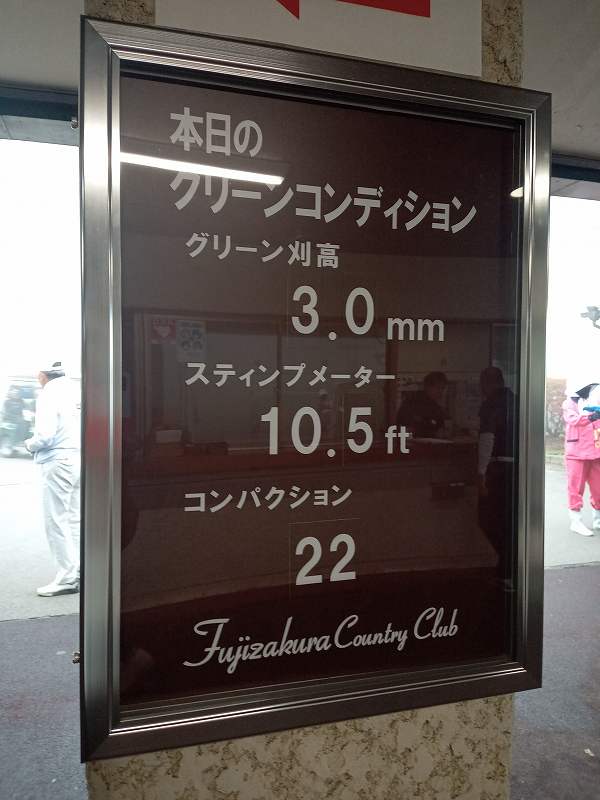 本日の
グリーンコンディション
グリーン刈高
3.0 mm
スティンプメーター
10.5 ft
コンパクション
22
Fujizakura Country Club